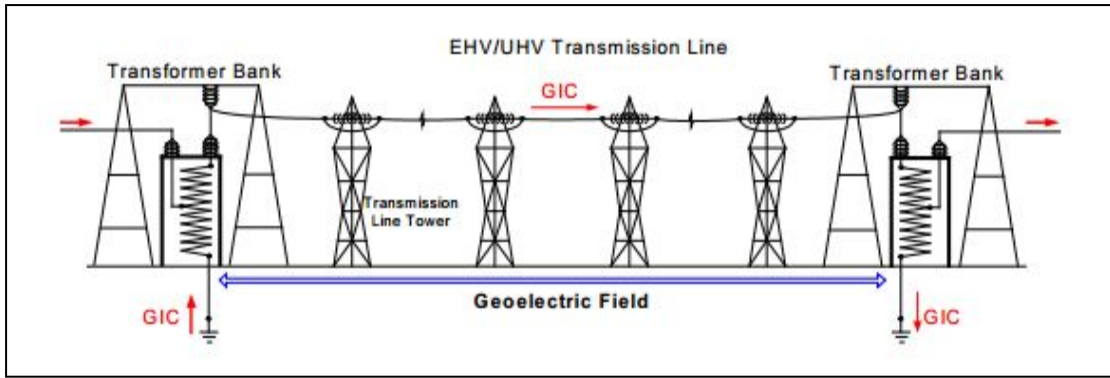 EHV/UHV Transmission Line
Transformer Bank
Transformer Bank
GIC
Transmission
Line Tower
Geoelectric Field
GIC
GIC